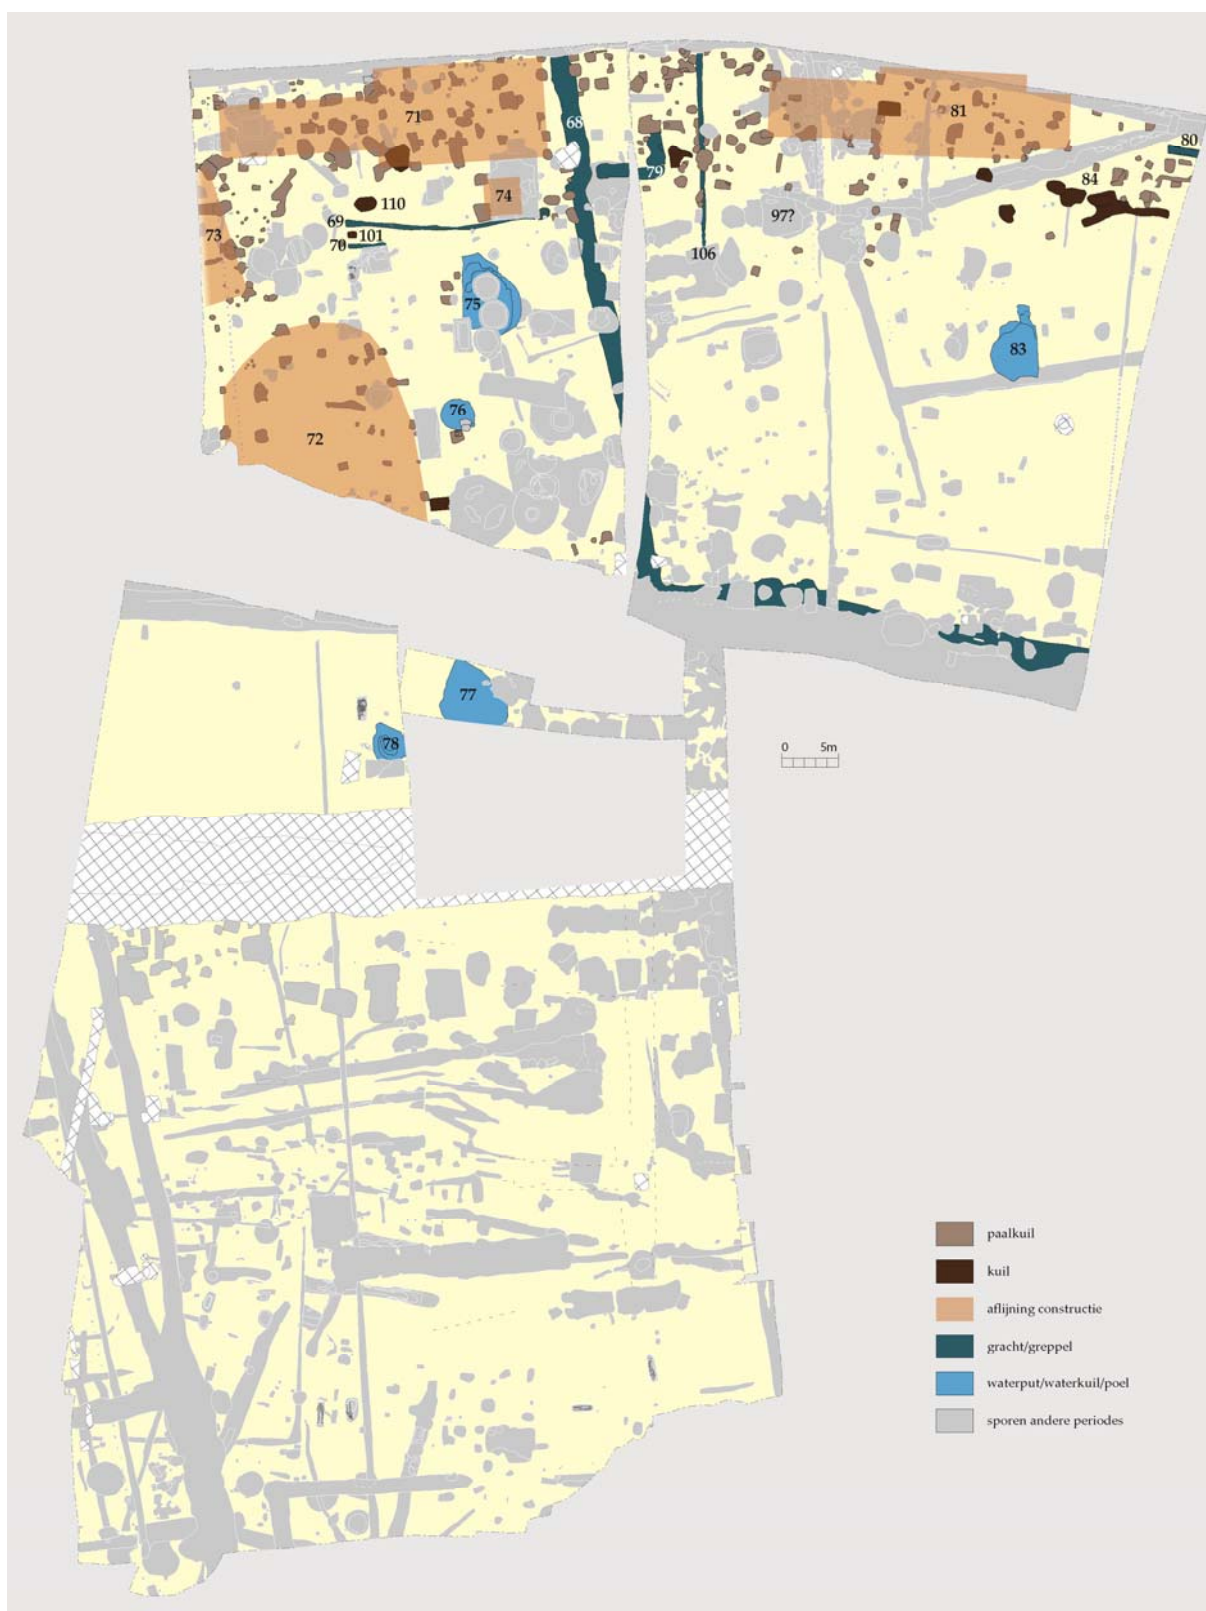 71
68
81
80
79
84
74
110
73
69
97?
101
70
106
75
83
76
72
77
78
0 5m
paalkuil
kuil
aflijning constructie
gracht/greppel
waterput/waterkuil/poel
sporen andere periodes